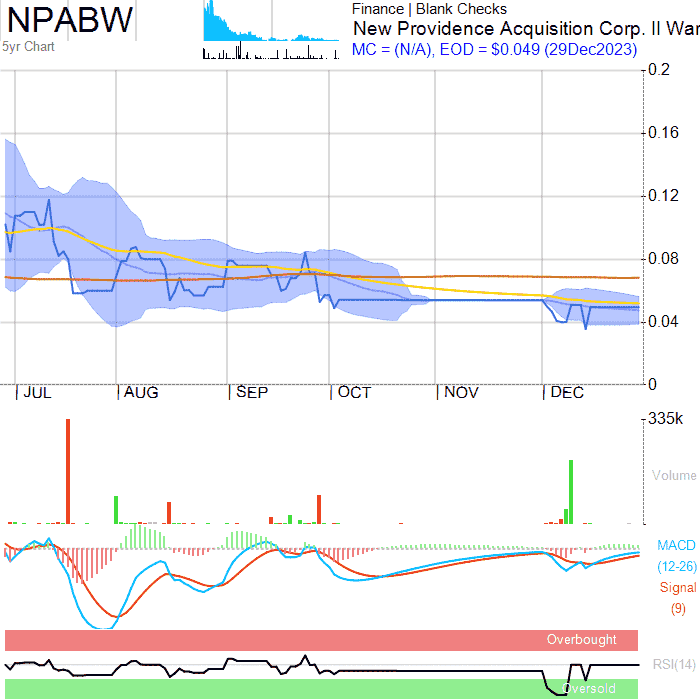 NPABW
5yr Chart
Finance | Blank Checks
New Providence Acquisition Corp. II War
MC = (N/A), EOD = $0.049 (29Dec2023)
0.2
0.16
0.12
0.08
0.04
0
JUL AUG SEP OCT NOV DEC
335k
Volume
MACD
(12-26)
Signal
(9)
Overbought
RSI(14)
Oversold